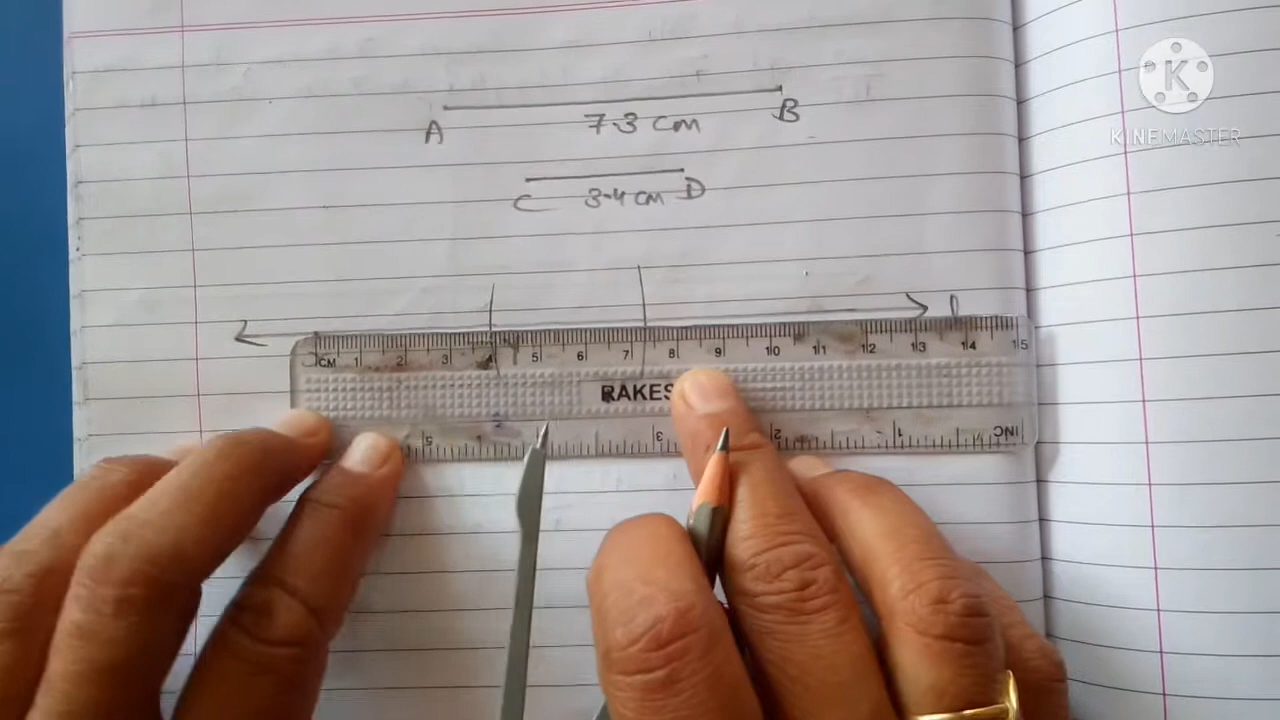 A 7.3 cm B
C 3.4 cm D
l
CM 1 2 3 4 5 6 7 8 9 10 11 12 13 14 15
RAKES
5 3 2 1 INC
K
KINEMASTER